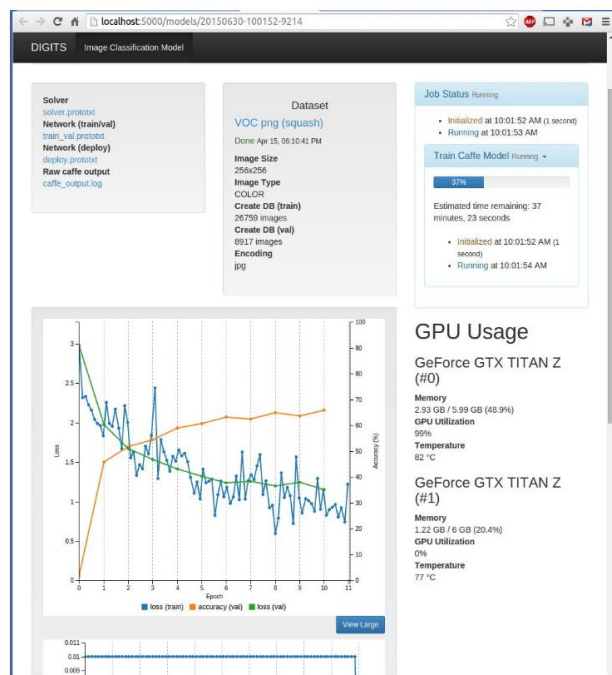 localhost:5000/models/20150630-100152-9214
DIGITS Image Classification Model
Solver
solver.prototxt
Network (train/val)
train_val.prototxt
Network (deploy)
deploy.prototxt
Raw caffe output
caffe_output.log
Dataset
VOC png (squash)
Done Apr 15, 06:10:41 PM
Image Size
256x256
Image Type
COLOR
Create DB (train)
26759 images
Create DB (val)
8917 images
Encoding
jpg
Job Status Running
Initialized at 10:01:52 AM (1 second)
Running at 10:01:53 AM
Train Caffe Model Running
37%
Estimated time remaining: 37
minutes, 23 seconds
Initialized at 10:01:52 AM (1
second)
Running at 10:01:54 AM
100
90
80
70
60
50
40
30
20
10
0
Accuracy (%)
3
2.5
2
1.5
1
0.5
0
Loss
0 1 2 3 4 5 6 7 8 9 10 11
Epoch
loss (train) accuracy (val) loss (val)
View Large
0.011
0.01
0.009
GPU Usage
GeForce GTX TITAN Z
(#0)
Memory
2.93 GB / 5.99 GB (48.9%)
GPU Utilization
99%
Temperature
82 °C
GeForce GTX TITAN Z
(#1)
Memory
1.22 GB / 6 GB (20.4%)
GPU Utilization
0%
Temperature
77 °C